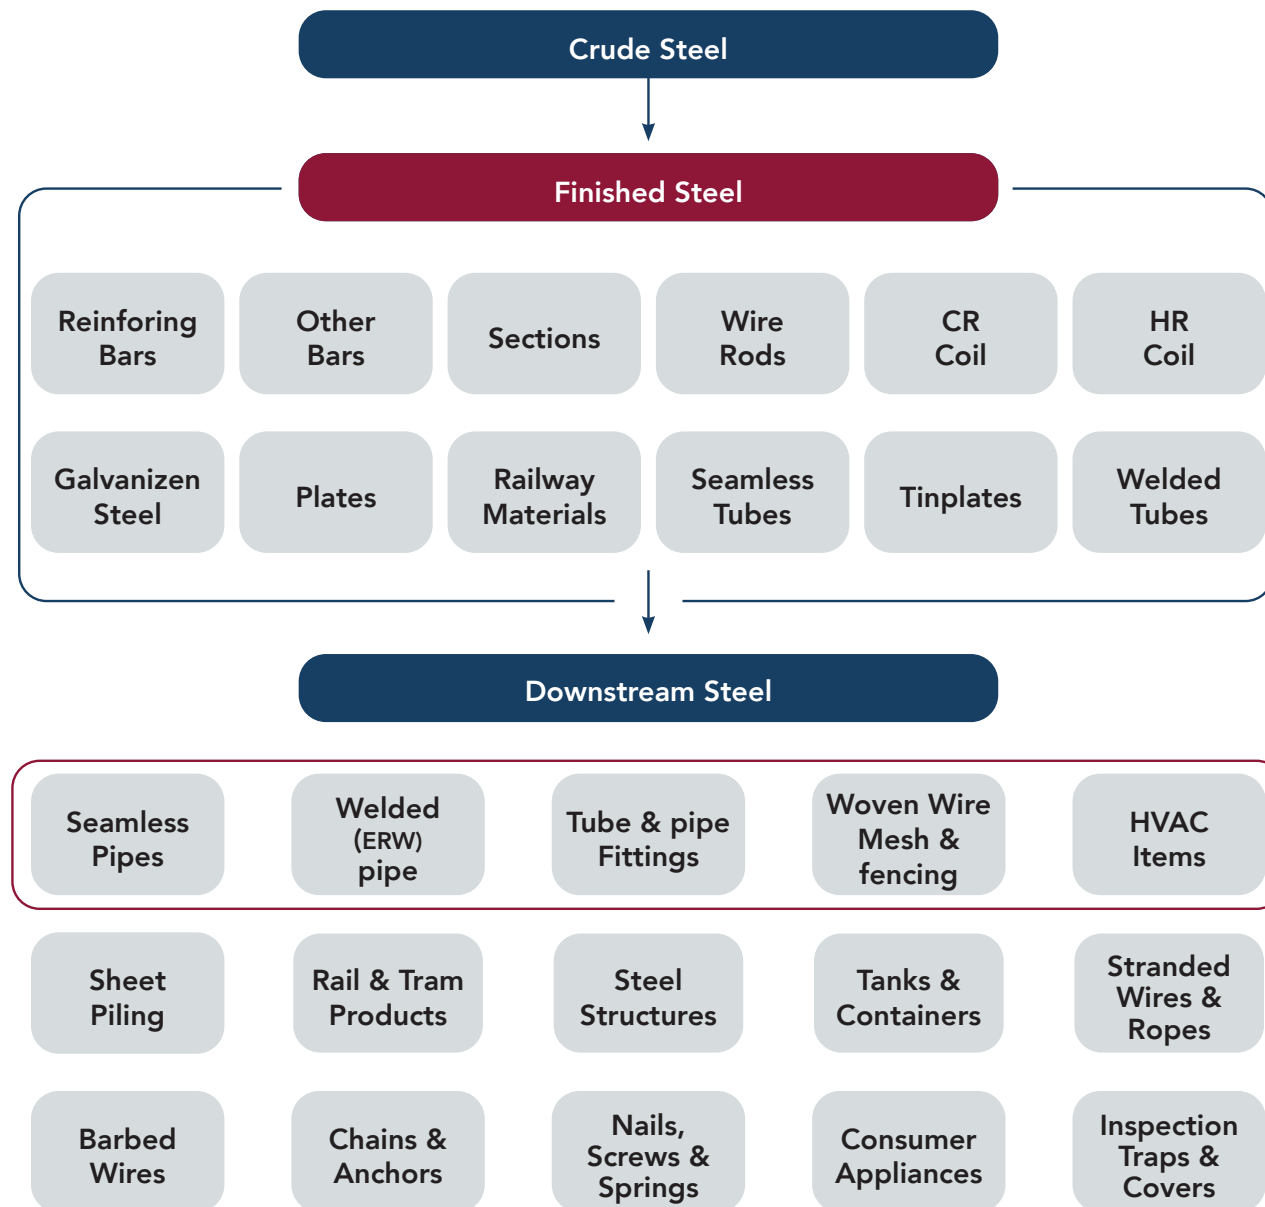 Crude Steel
Finished Steel
Reinforing
Bars
Other
Bars
Sections
Wire
Rods
CR
Coil
HR
Coil
Galvanizen
Steel
Plates
Railway
Materials
Seamless
Tubes
Tinplates
Welded
Tubes
Downstream Steel
Seamless
Pipes
Welded
(ERW)
pipe
Tube & pipe
Fittings
Woven Wire
Mesh &
fencing
HVAC
Items
Sheet
Piling
Rail & Tram
Products
Steel
Structures
Tanks &
Containers
Stranded
Wires &
Ropes
Barbed
Wires
Chains &
Anchors
Nails,
Screws &
Springs
Consumer
Appliances
Inspection
Traps &
Covers